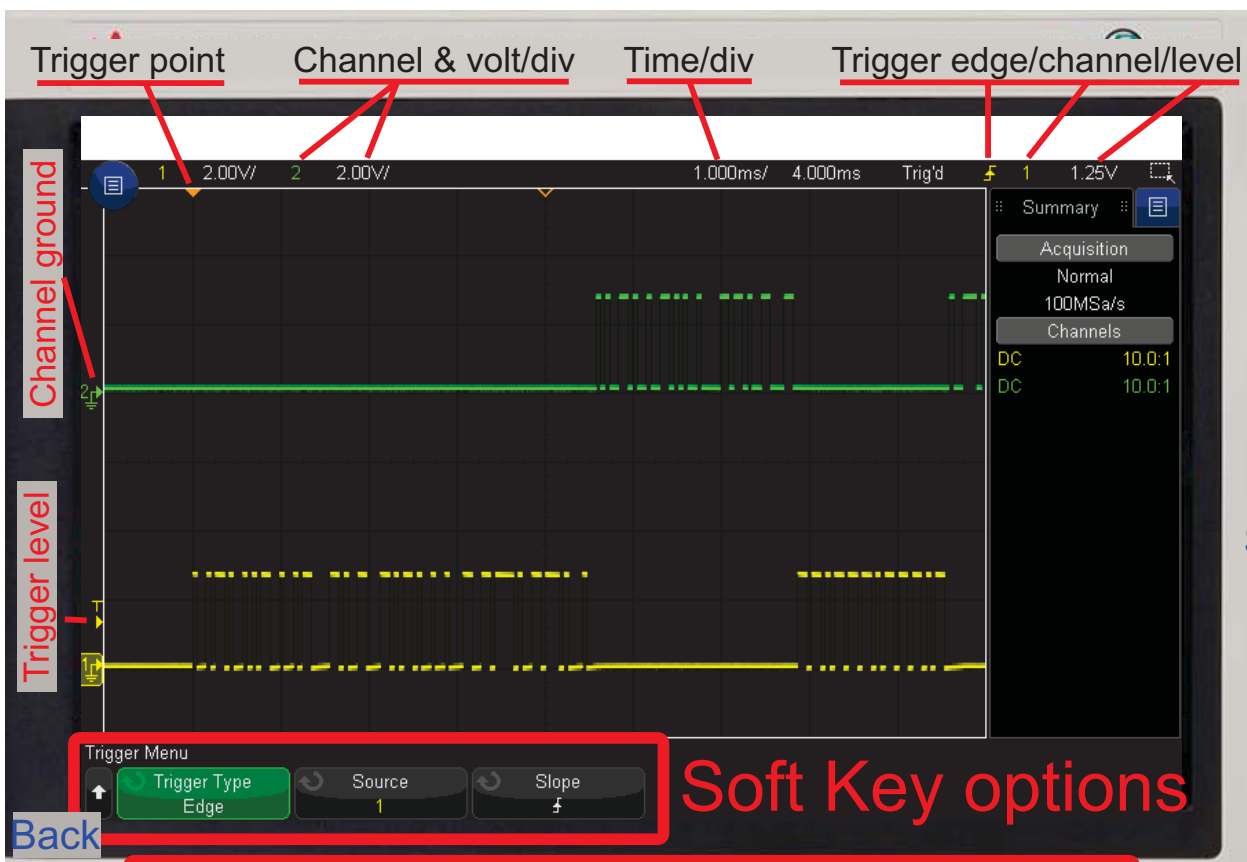 Trigger point
Channel & volt/div
Time/div
Trigger edge/channel/level
1 2.00V/ 2 2.00V/ 1.000ms/ 4.000ms Trig'd 1 1.25V
Channel ground
Summary
Acquisition
Normal
100MSa/s
Channels
DC 10.0:1
DC 10.0:1
2
Trigger level
T
1
Trigger Menu
Trigger Type
Edge
Source
1
Slope
Soft Key options
Back